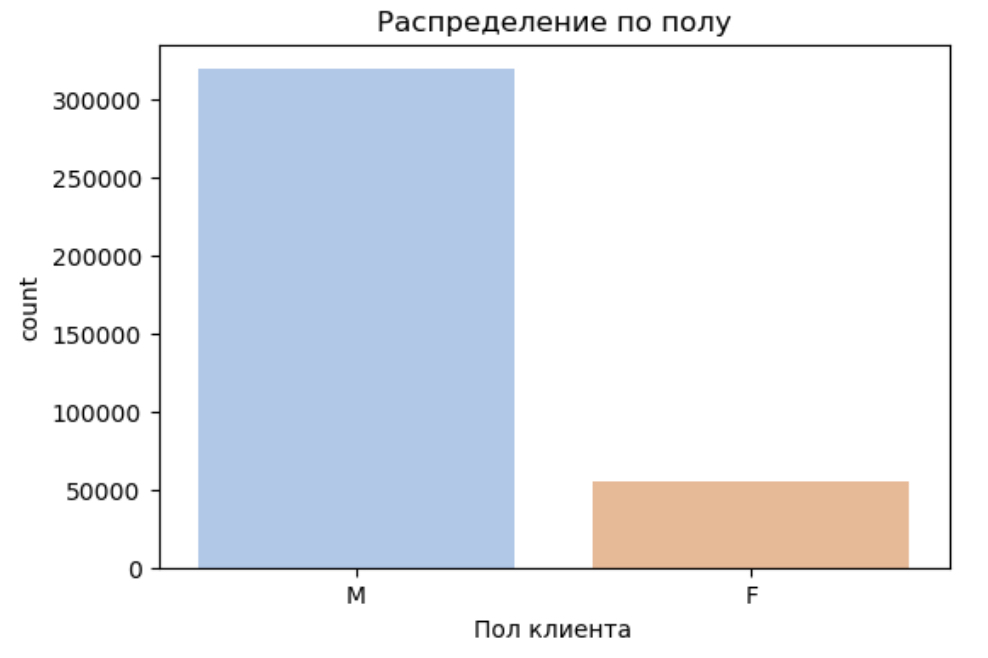 Распределение по полу
300000
250000
200000
150000
100000
50000
0
count
M
F
Пол клиента